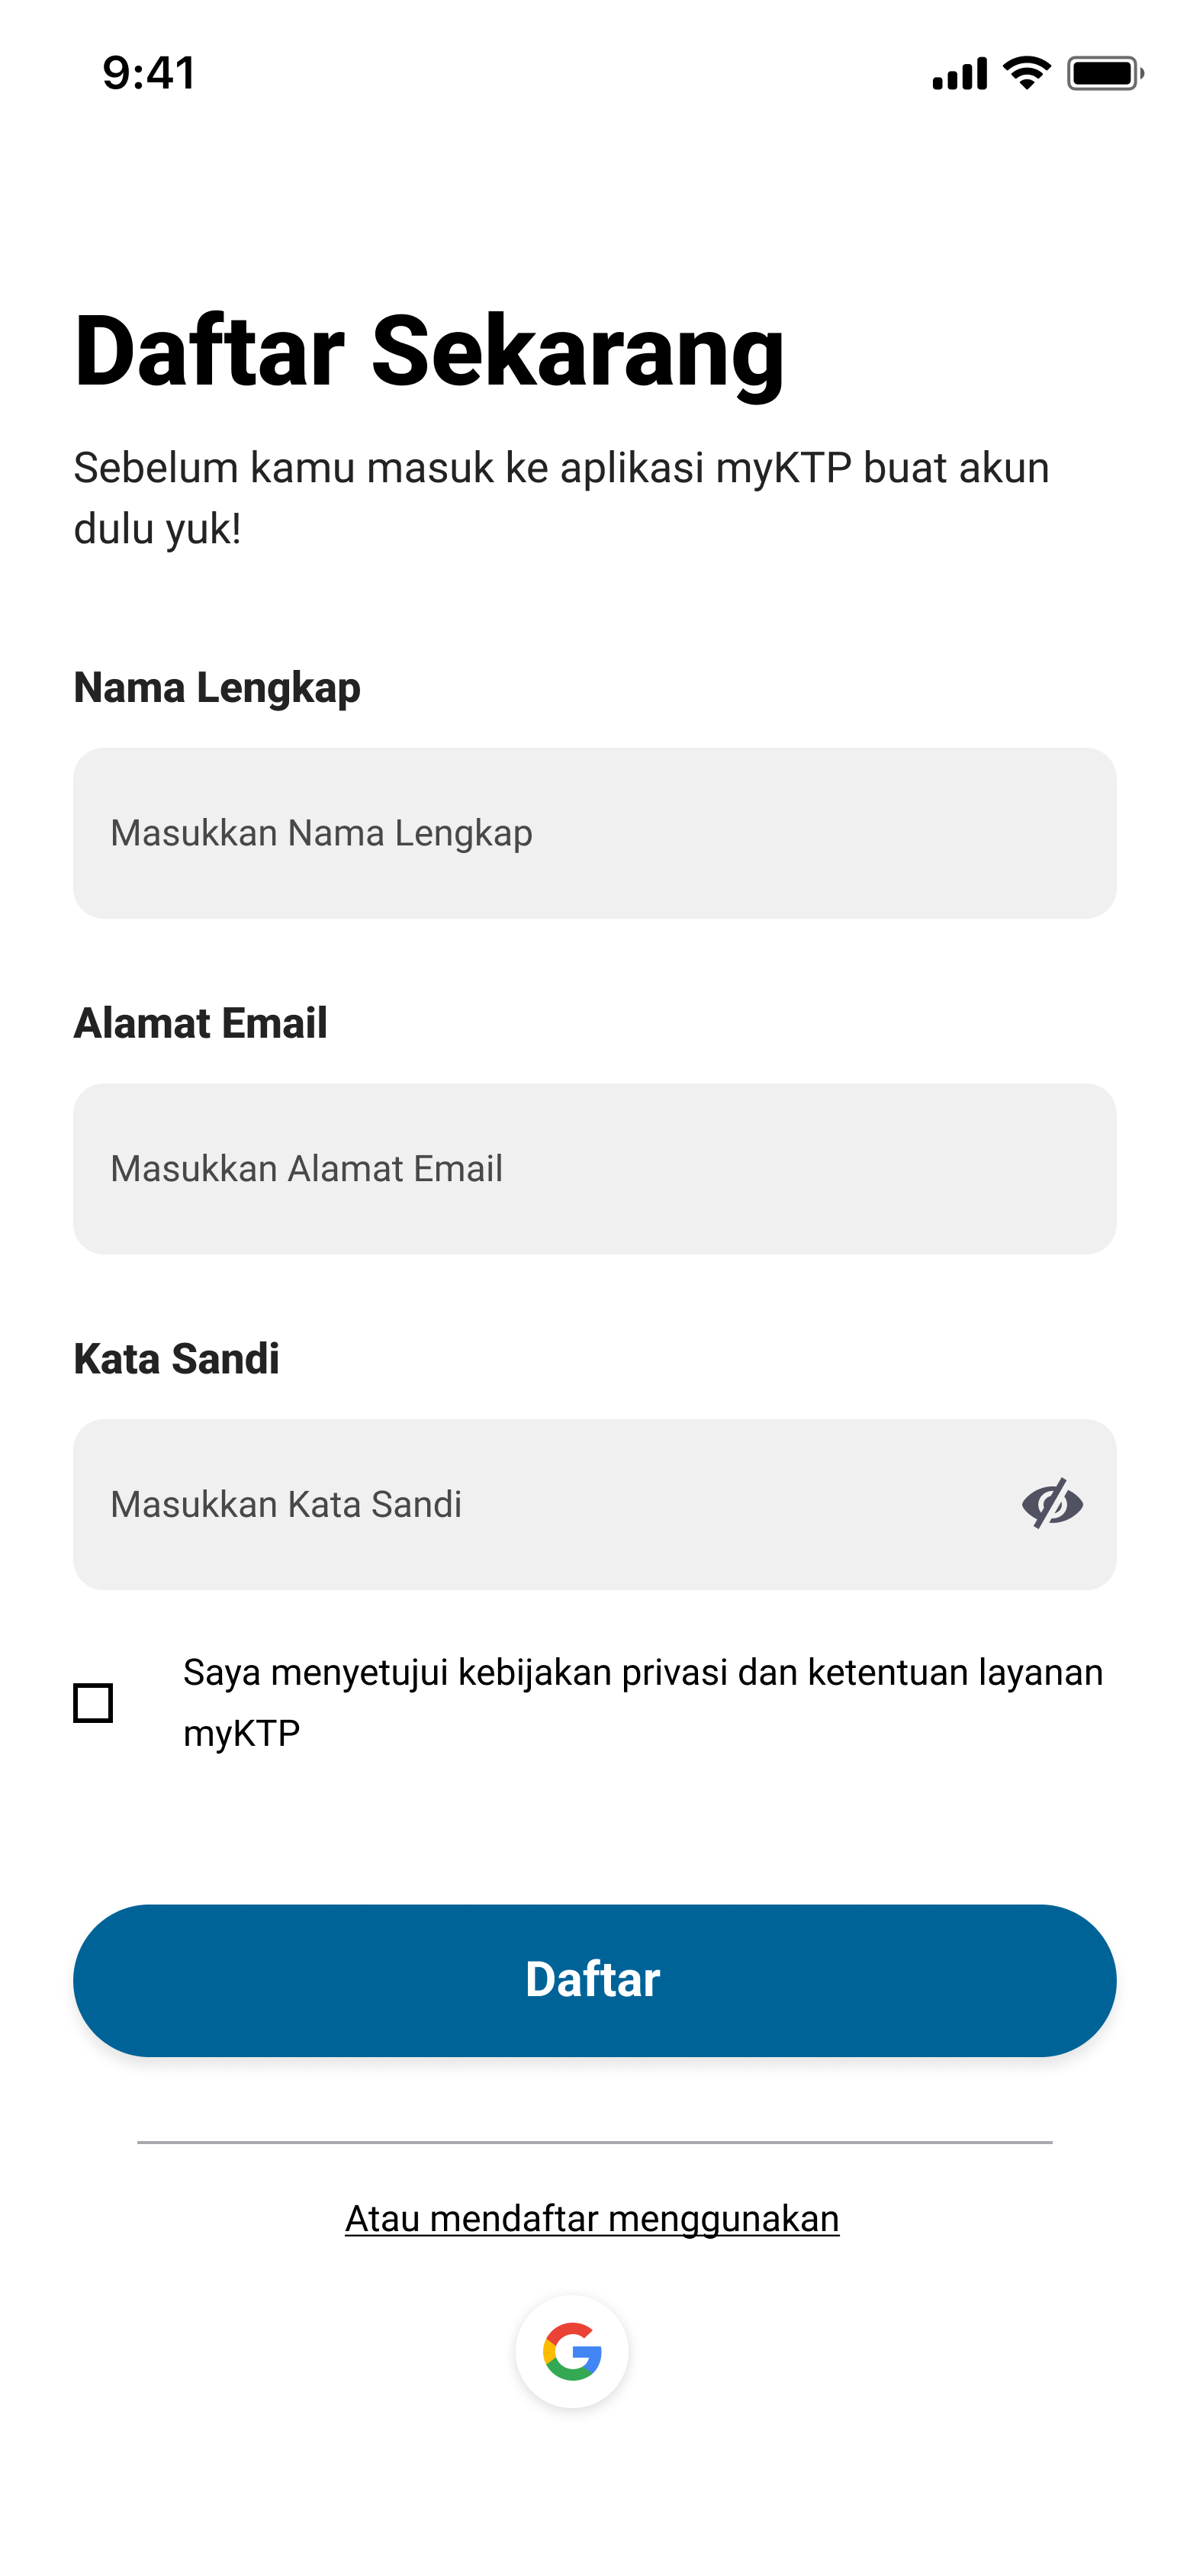 9:41
Daftar Sekarang
Sebelum kamu masuk ke aplikasi myKTP buat akun
dulu yuk!
Nama Lengkap
Masukkan Nama Lengkap
Alamat Email
Masukkan Alamat Email
Kata Sandi
Masukkan Kata Sandi
Saya menyetujui kebijakan privasi dan ketentuan layanan
myKTP
Daftar
Atau mendaftar menggunakan